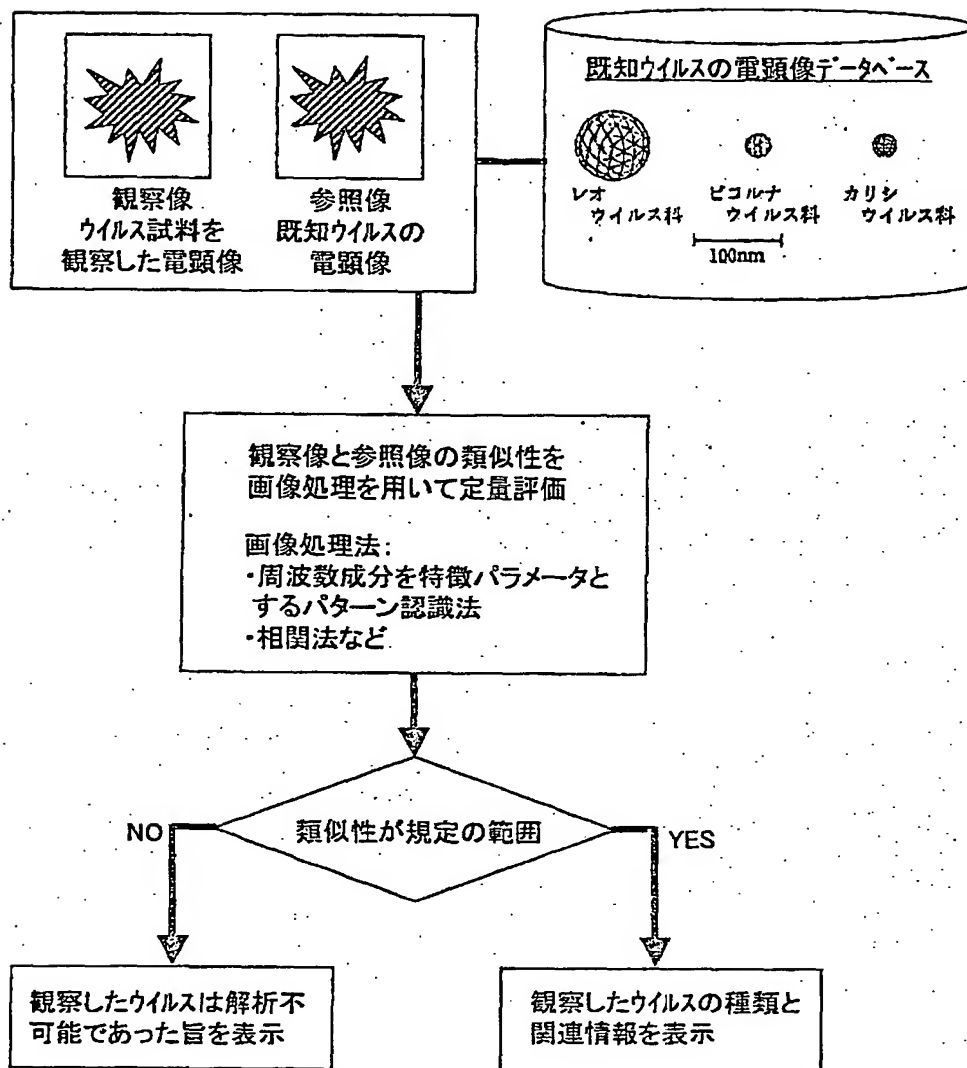 観察像
ウイルス試料を
観察した電顕像
参照像
既知ウイルスの
電顕像
既知ウイルスの電顕像データベース
レオ
ウイルス科
ピコルナ
ウイルス科
カリシ
ウイルス科
100nm
観察像と参照像の類似性を
画像処理を用いて定量評価
画像処理法:
・周波数成分を特徴パラメータと
するパターン認識法
・相関法など
類似性が規定の範囲
NO
YES
観察したウイルスは解析不
可能であった旨を表示
観察したウイルスの種類と
関連情報を表示